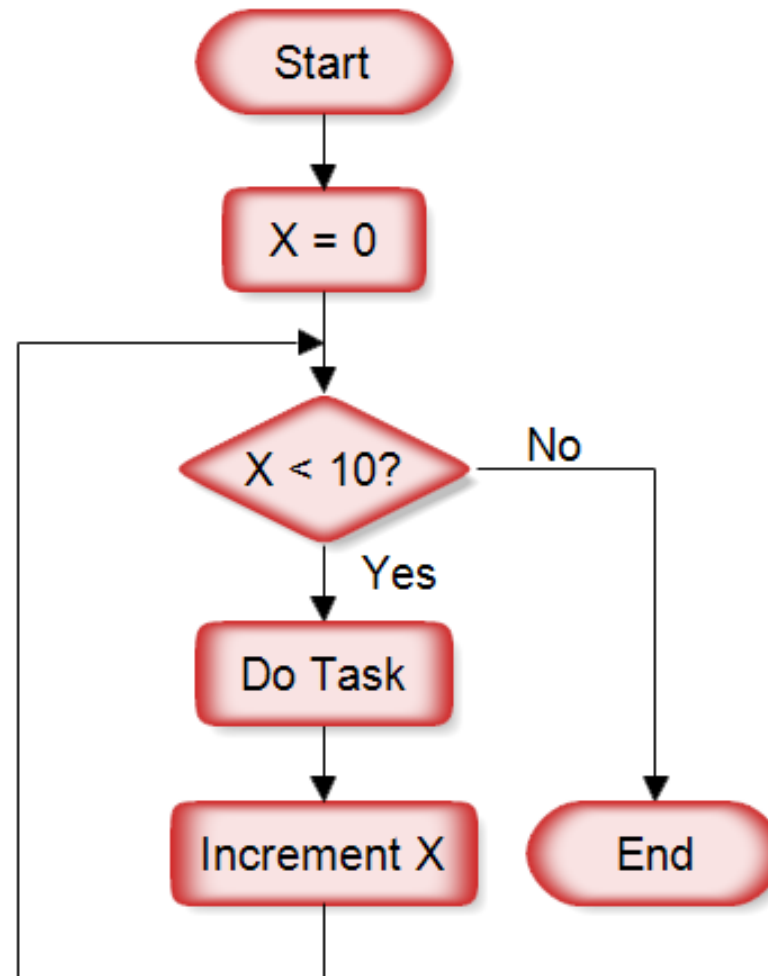 Start
X = 0
X < 10?
No
Yes
Do Task
Increment X
End